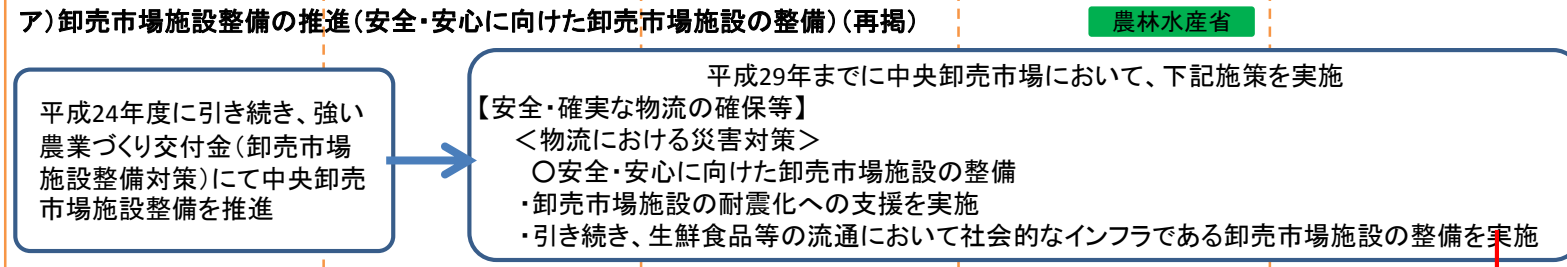 ア)卸売市場施設整備の推進(安全・安心に向けた卸売市場施設の整備)(再掲)
農林水産省
平成24年度に引き続き、強い
農業づくり交付金(卸売市場
施設整備対策)にて中央卸売
市場施設整備を推進
平成29年までに中央卸売市場において、下記施策を実施
【安全・確実な物流の確保等】
＜物流における災害対策＞
○安全・安心に向けた卸売市場施設の整備
・卸売市場施設の耐震化への支援を実施
・引き続き、生鮮食品等の流通において社会的なインフラである卸売市場施設の整備を実施